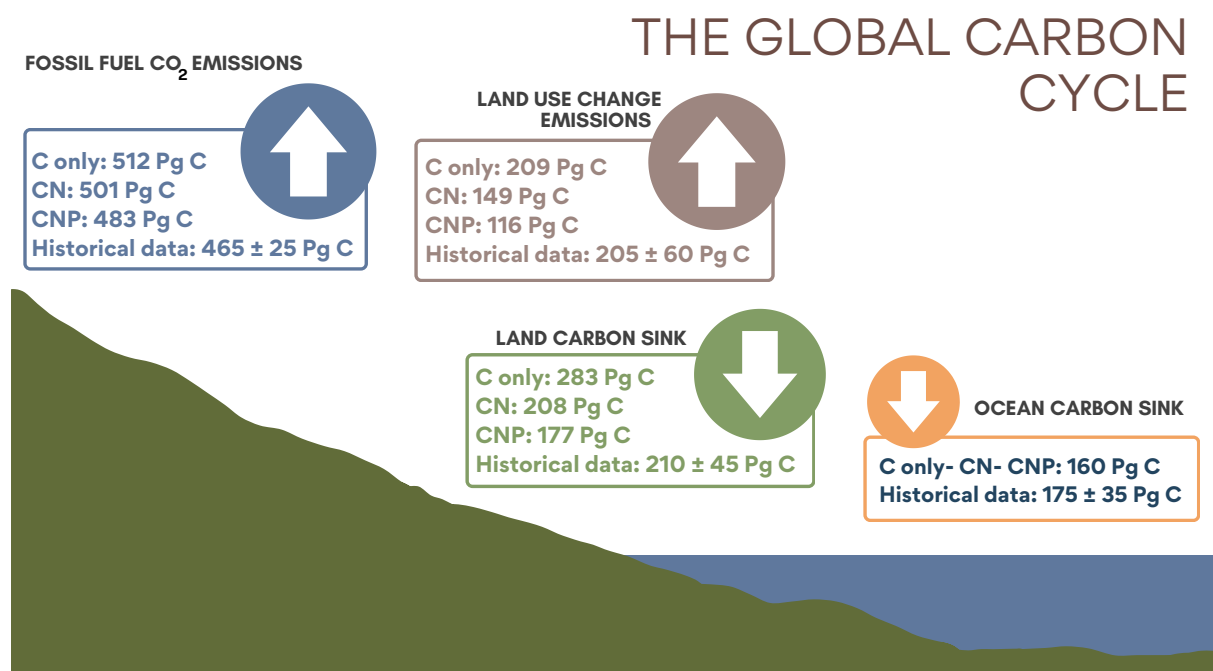 THE GLOBAL CARBON
CYCLE
FOSSIL FUEL CO2 EMISSIONS
C only: 512 Pg C
CN: 501 Pg C
CNP: 483 Pg C
Historical data: 465 ± 25 Pg C
LAND USE CHANGE
EMISSIONS
C only: 209 Pg C
CN: 149 Pg C
CNP: 116 Pg C
Historical data: 205 ± 60 Pg C
LAND CARBON SINK
C only: 283 Pg C
CN: 208 Pg C
CNP: 177 Pg C
Historical data: 210 ± 45 Pg C
OCEAN CARBON SINK
C only- CN- CNP: 160 Pg C
Historical data: 175 ± 35 Pg C